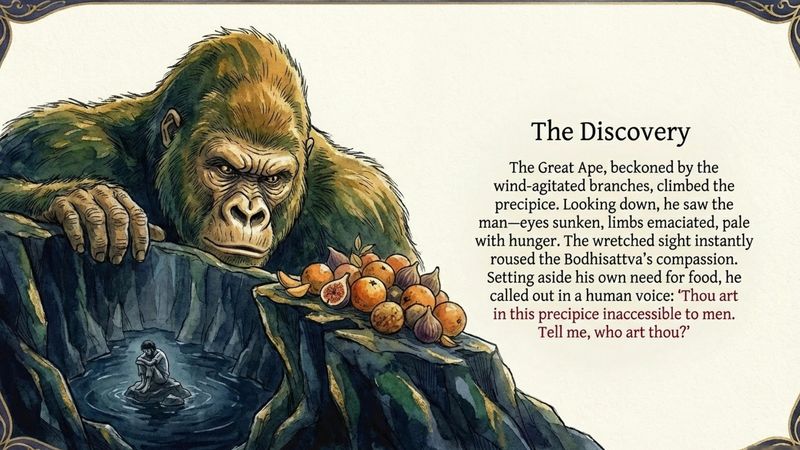 The Discovery
The Great Ape, beckoned by the
wind-agitated branches, climbed the
precipice. Looking down, he saw the
man—eyes sunken, limbs emaciated, pale
with hunger. The wretched sight instantly
roused the Bodhisattva’s compassion.
Setting aside his own need for food, he
called out in a human voice: ‘Thou art
in this precipice inaccessible to men.
Tell me, who art thou?’